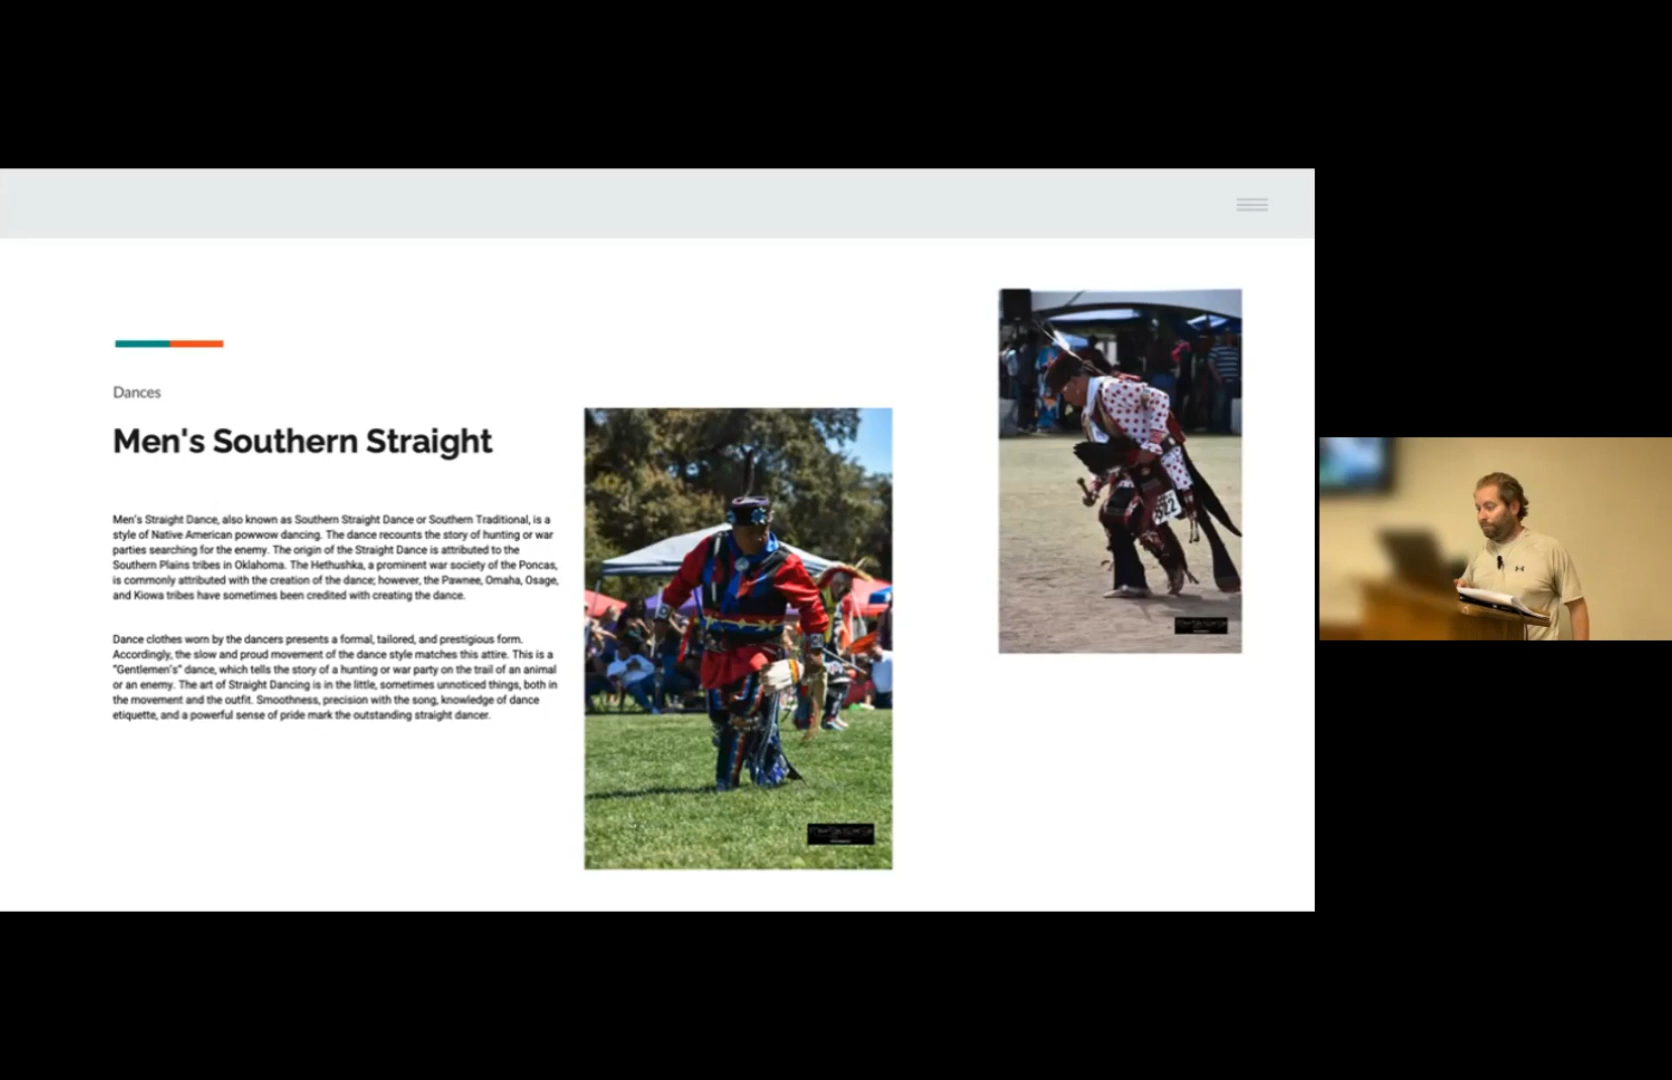 Dances
Men's Southern Straight
Men's Straight Dance, also known as Southern Straight Dance or Southern Traditional, is a
style of Native American powwow dancing. The dance recounts the story of hunting or war
parties searching for the enemy. The origin of the Straight Dance is attributed to the
Southern Plains tribes in Oklahoma. The Hethushka, a prominent war society of the Poncas,
is commonly attributed with the creation of the dance; however, the Pawnee, Omaha, Osage,
and Kiowa tribes have sometimes been credited with creating the dance.
Dance clothes worn by the dancers presents a formal, tailored, and prestigious form.
Accordingly, the slow and proud movement of the dance style matches this attire. This is a
"Gentlemen's" dance, which tells the story of a hunting or war party on the trail of an animal
or an enemy. The art of Straight Dancing is in the little, sometimes unnoticed things, both in
the movement and the outfit. Smoothness, precision with the song, knowledge of dance
etiquette, and a powerful sense of pride mark the outstanding straight dancer.